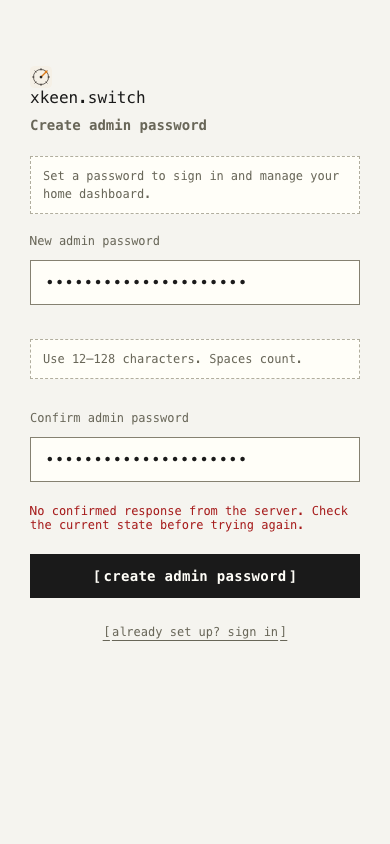 xkeen.switch
Create admin password
Set a password to sign in and manage your
home dashboard.
New admin password
•••••••••••••••••••••
Use 12–128 characters. Spaces count.
Confirm admin password
•••••••••••••••••••••
No confirmed response from the server. Check
the current state before trying again.
[create admin password]
[already set up? sign in]